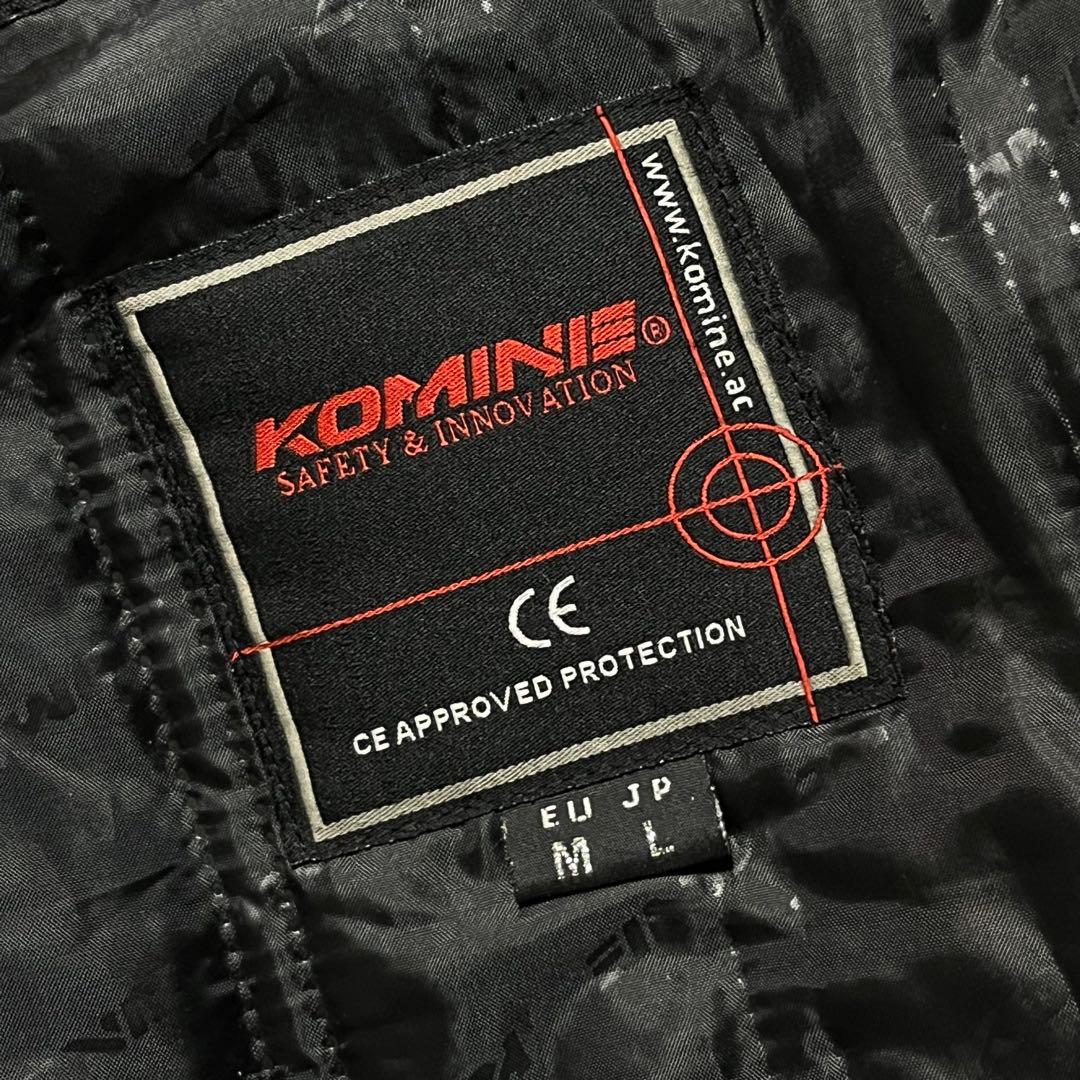 KOMINE®
SAFETY & INNOVATION
www.komine.ac
CE
CE APPROVED PROTECTION
EU JP
M L